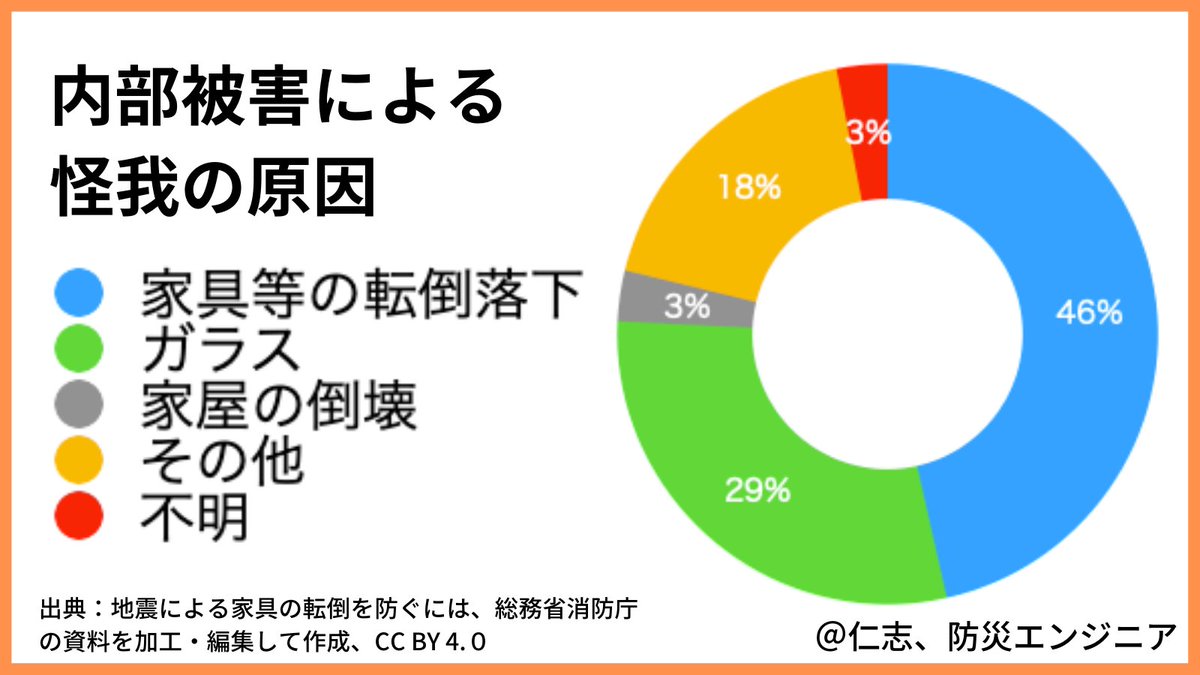 内部被害による
怪我の原因
家具等の転倒落下
ガラス
家屋の倒壊
その他
不明
46%
29%
3%
18%
3%
出典：地震による家具の転倒を防ぐには、総務省消防庁
の資料を加工・編集して作成、CC BY 4.0
@仁志、防災エンジニア